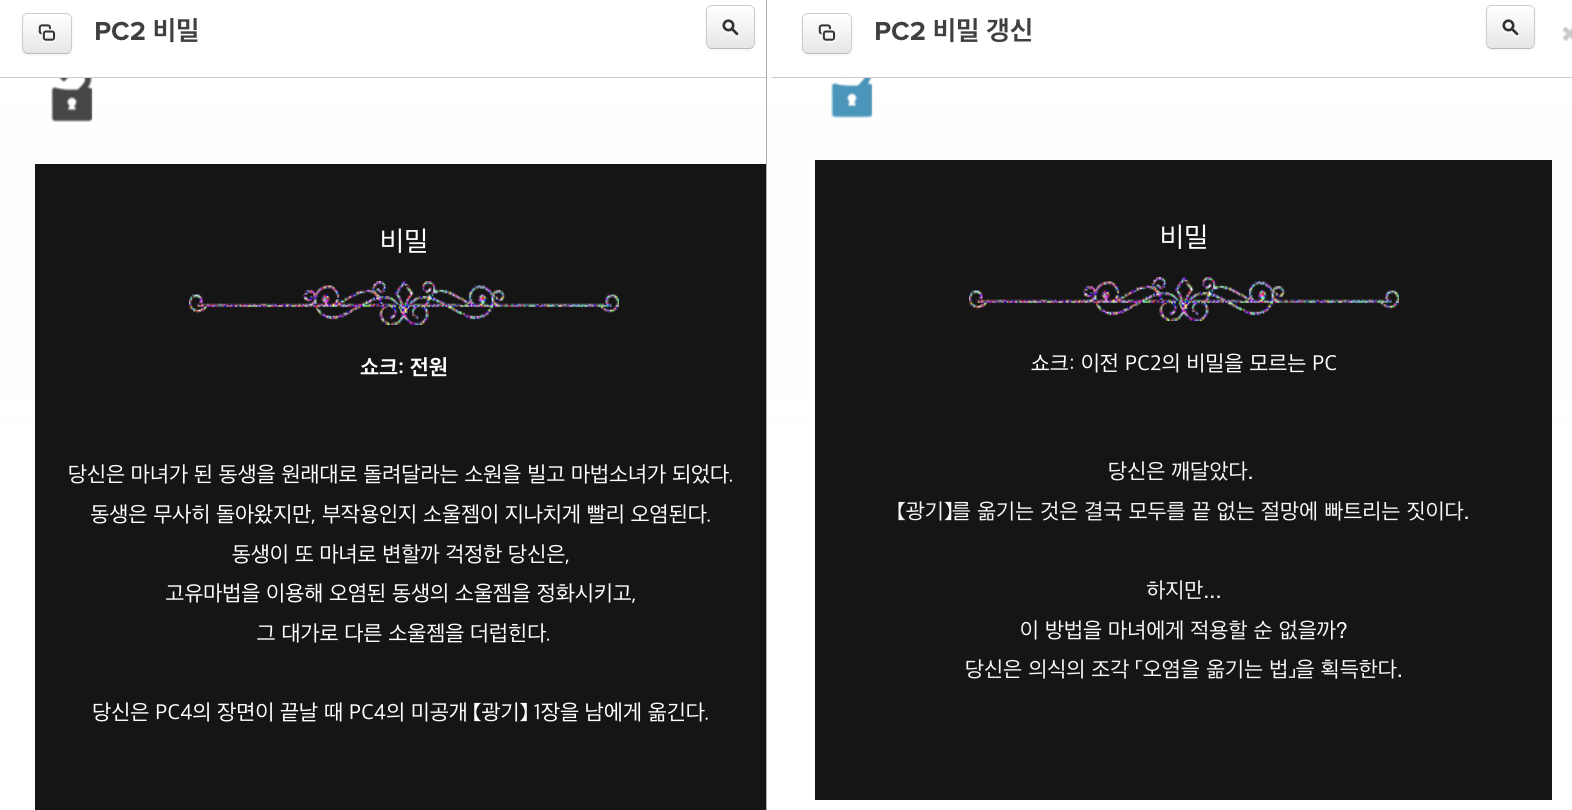 PC2 비밀
비밀
쇼크: 전원
당신은 마녀가 된 동생을 원래대로 돌려달라는 소원을 빌고 마법소녀가 되었다.
동생은 무사히 돌아왔지만, 부작용인지 소울젬이 지나치게 빨리 오염된다.
동생이 또 마녀로 변할까 걱정한 당신은,
고유마법을 이용해 오염된 동생의 소울젬을 정화시키고,
그 대가로 다른 소울젬을 더럽힌다.
당신은 PC4의 장면이 끝날 때 PC4의 미공개【광기】1장을 남에게 옮긴다.
PC2 비밀 갱신
비밀
쇼크: 이전 PC2의 비밀을 모르는 PC
당신은 깨달았다.
【광기】를 옮기는 것은 결국 모두를 끝 없는 절망에 빠트리는 짓이다.
하지만...
이 방법을 마녀에게 적용할 순 없을까?
당신은 의식의 조각「오염을 옮기는 법」을 획득한다.